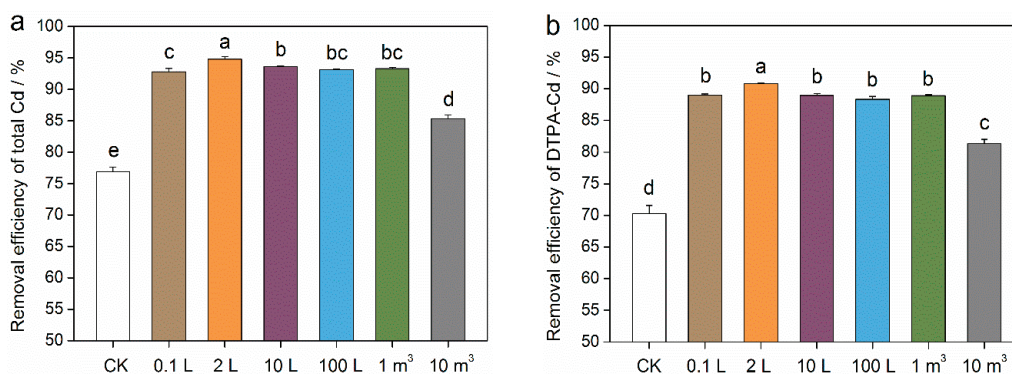 a
Removal efficiency of total Cd / %
100
95
90
85
80
75
70
65
60
55
50
e
c
a
b
bc
bc
d
CK 0.1 L 2 L 10 L 100 L 1 m³ 10 m³
b
Removal efficiency of DTPA-Cd / %
100
95
90
85
80
75
70
65
60
55
50
d
b
a
b
b
b
c
CK 0.1 L 2 L 10 L 100 L 1 m³ 10 m³